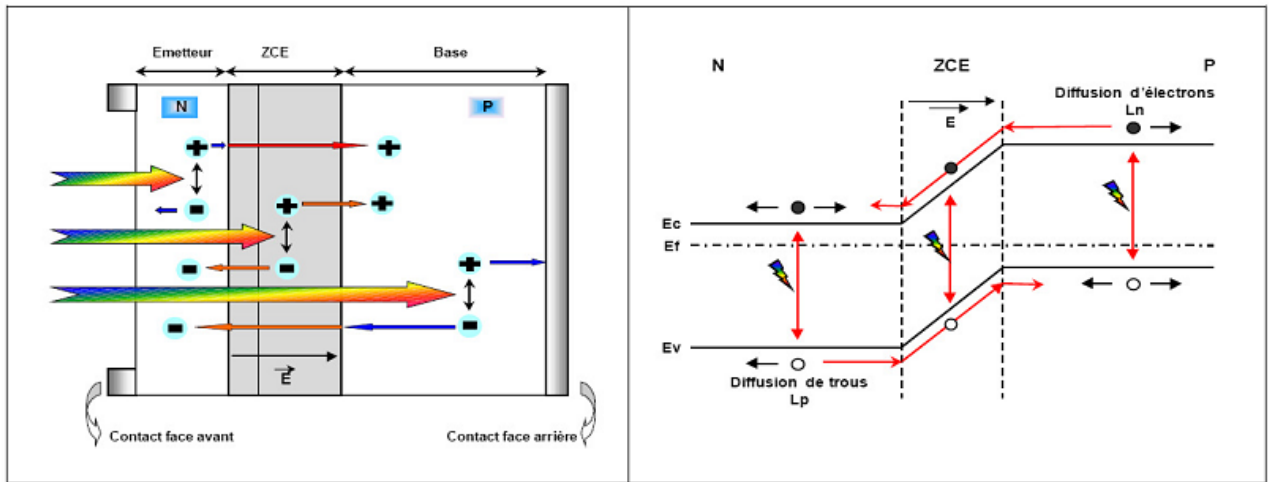 Emetteur ZCE Base
N P
+ +
+ +
- +
- -
- -
E
Contact face avant Contact face arrière
N ZCE P
E
Diffusion d'électrons
Ln
Ec
Ef
Ev
Diffusion de trous
Lp